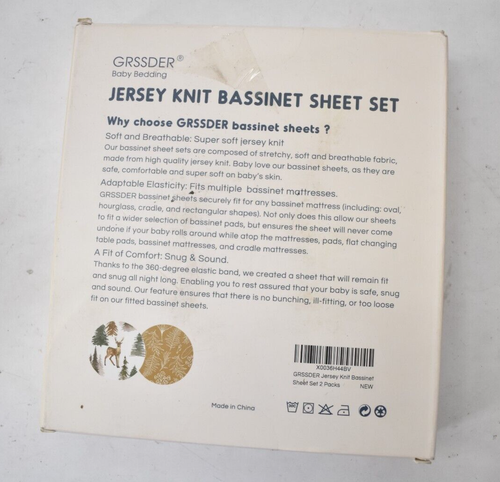 GRSSDER®
Baby Bedding
JERSEY KNIT BASSINET SHEET SET
Why choose GRSSDER bassinet sheets ?
Soft and Breathable: Super soft jersey knit
Our bassinet sheet sets are composed of stretchy, soft and breathable fabric,
made from high quality jersey knit. Baby love our bassinet sheets, as they are
safe, comfortable and super soft on baby's skin.
Adaptable Elasticity: Fits multiple bassinet mattresses.
GRSSDER bassinet sheets securely fit for any bassinet mattress (including: oval,
hourglass, cradle, and rectangular shapes). Not only does this allow our sheets
to fit a wider selection of bassinet pads, but ensures the sheet will never come
undone if your baby rolls around while atop the mattresses, pads, flat changing
table pads, bassinet mattresses, and cradle mattresses.
A Fit of Comfort: Snug & Sound.
Thanks to the 360-degree elastic band, we created a sheet that will remain fit
and snug all night long. Enabling you to rest assured that your baby is safe, snug
and sound. Our feature ensures that there is no bunching, ill-fitting, or too loose
fit on our fitted bassinet sheets.
X0036H44BV
GRSSDER Jersey Knit Bassinet
Sheet Set 2 Packs NEW
Made in China